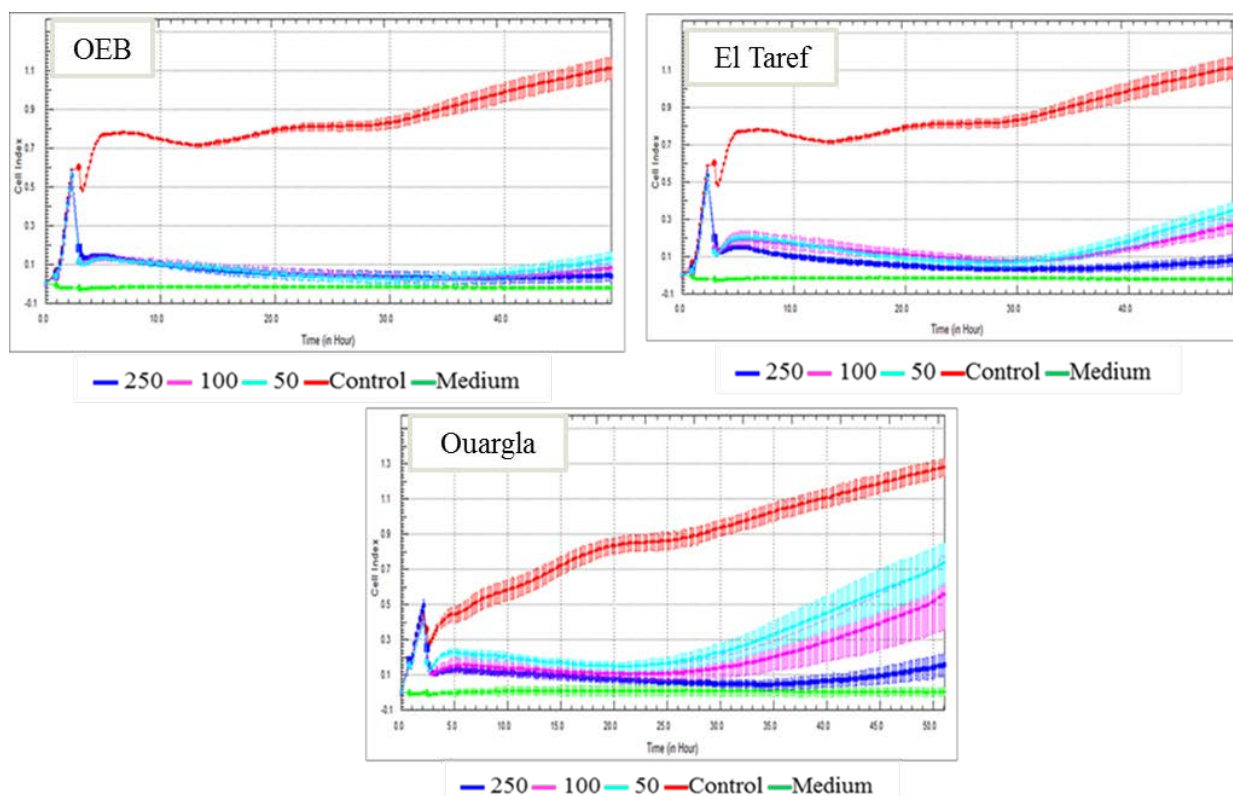 OEB
1.1
0.9
0.7
0.5
0.3
0.1
-0.1
Cell Index
0.0 10.0 20.0 30.0 40.0
Time (in Hour)
250 100 50 Control Medium
El Taref
1.1
0.9
0.7
0.5
0.3
0.1
-0.1
Cell Index
0.0 10.0 20.0 30.0 40.0
Time (in Hour)
250 100 50 Control Medium
Ouargla
1.3
1.1
0.9
0.7
0.5
0.3
0.1
-0.1
Cell Index
0.0 5.0 10.0 15.0 20.0 25.0 30.0 35.0 40.0 45.0 50.0
Time (in Hour)
250 100 50 Control Medium